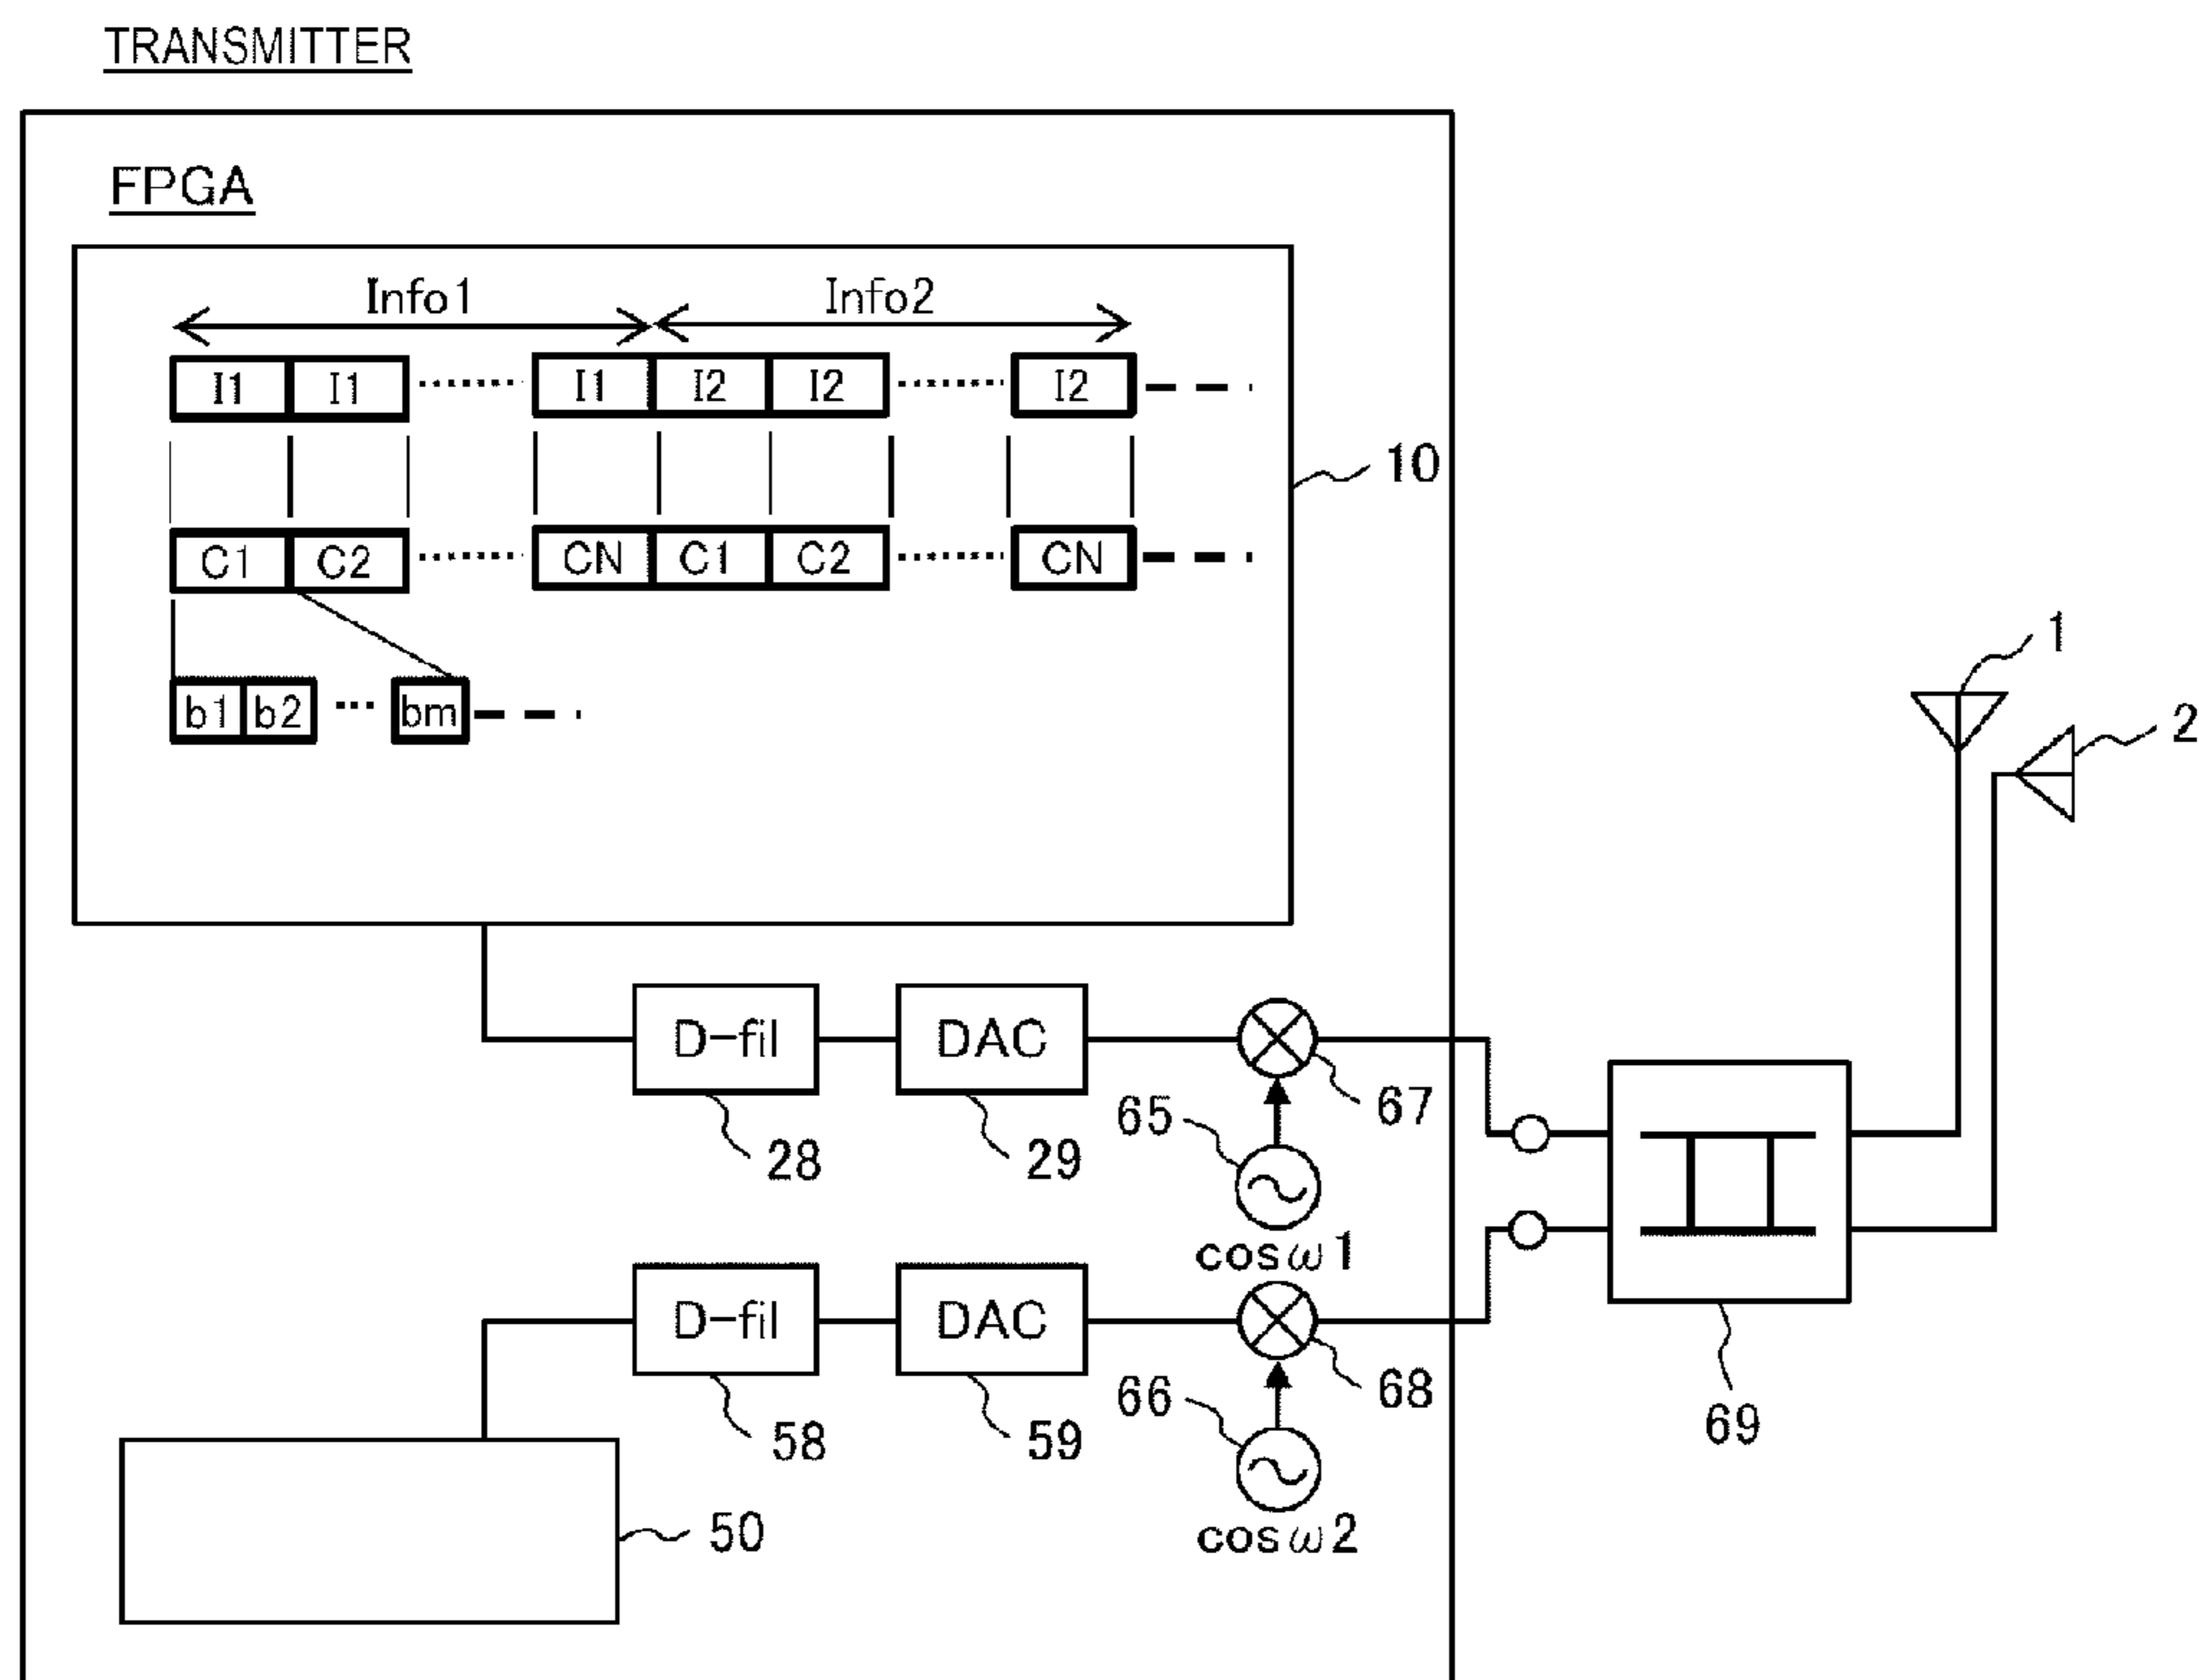 TRANSMITTER
FPGA
Info1 Info2
I1 I1 I1 I2 I2 I2
10
C1 C2 CN C1 C2 CN
1
b1 b2 ... bm
2
D-fil DAC
65 67
28 29
cosω1
D-fil DAC
66 68
58 59
69
50
cosω2